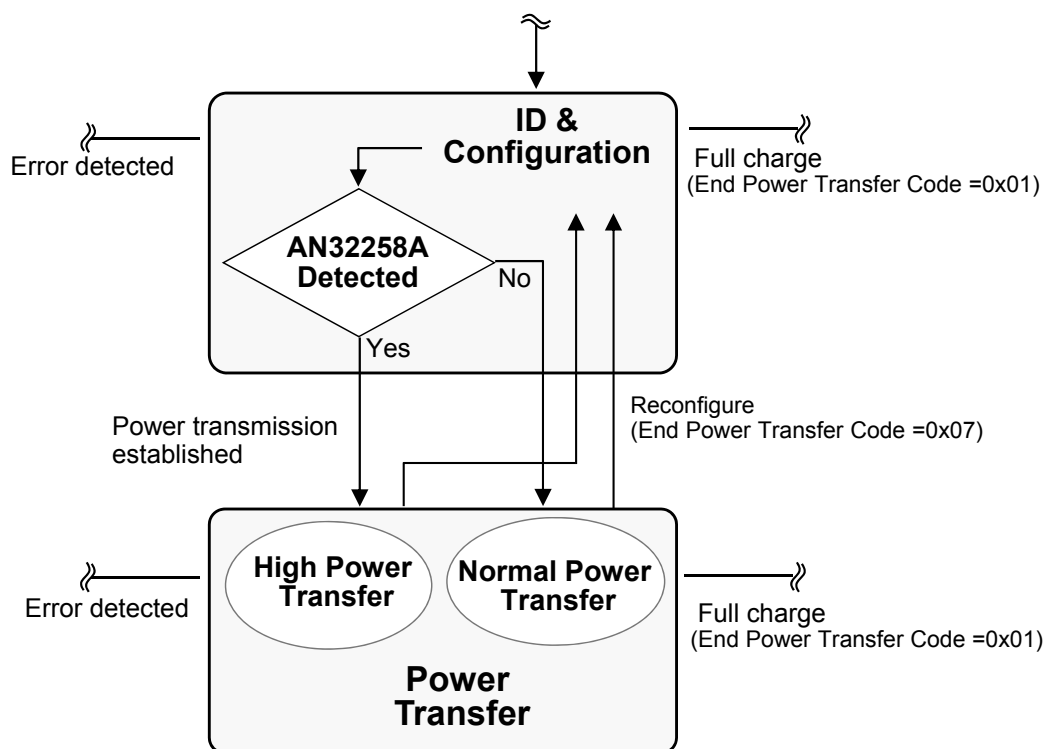 ID &
Configuration
Error detected
Full charge
(End Power Transfer Code =0x01)
AN32258A
Detected
No
Yes
Power transmission
established
Reconfigure
(End Power Transfer Code =0x07)
High Power
Transfer
Normal Power
Transfer
Error detected
Full charge
(End Power Transfer Code =0x01)
Power
Transfer